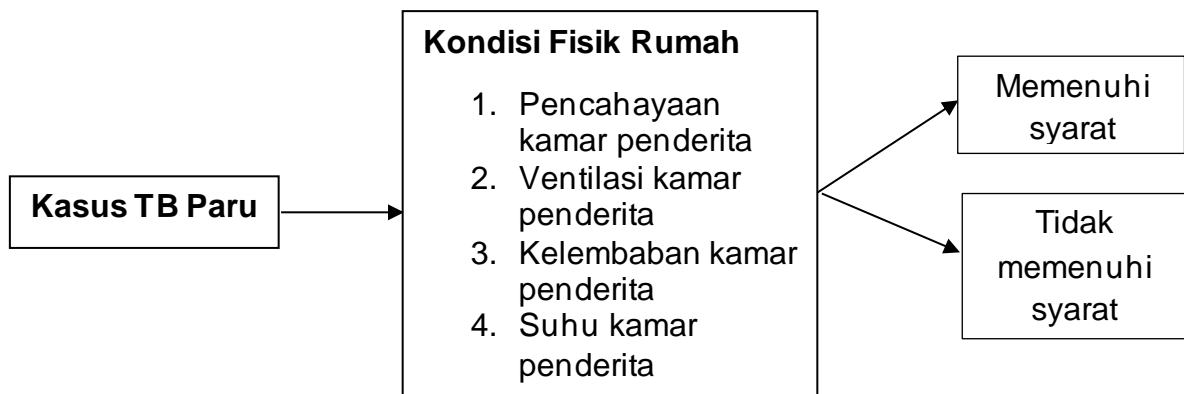 Kasus TB Paru
Kondisi Fisik Rumah
1. Pencahayaan
kamar penderita
2. Ventilasi kamar
penderita
3. Kelembaban kamar
penderita
4. Suhu kamar
penderita
Memenuhi
syarat
Tidak
memenuhi
syarat